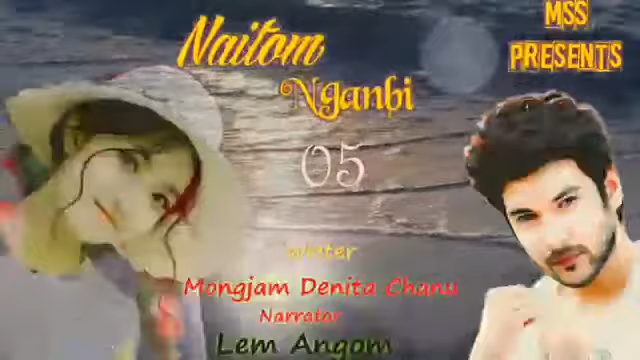 Naitom
Nganbi
MSS
PRESENTS
05
Writer
Mongjam Denita Chanu
Narrator
Lem Angom